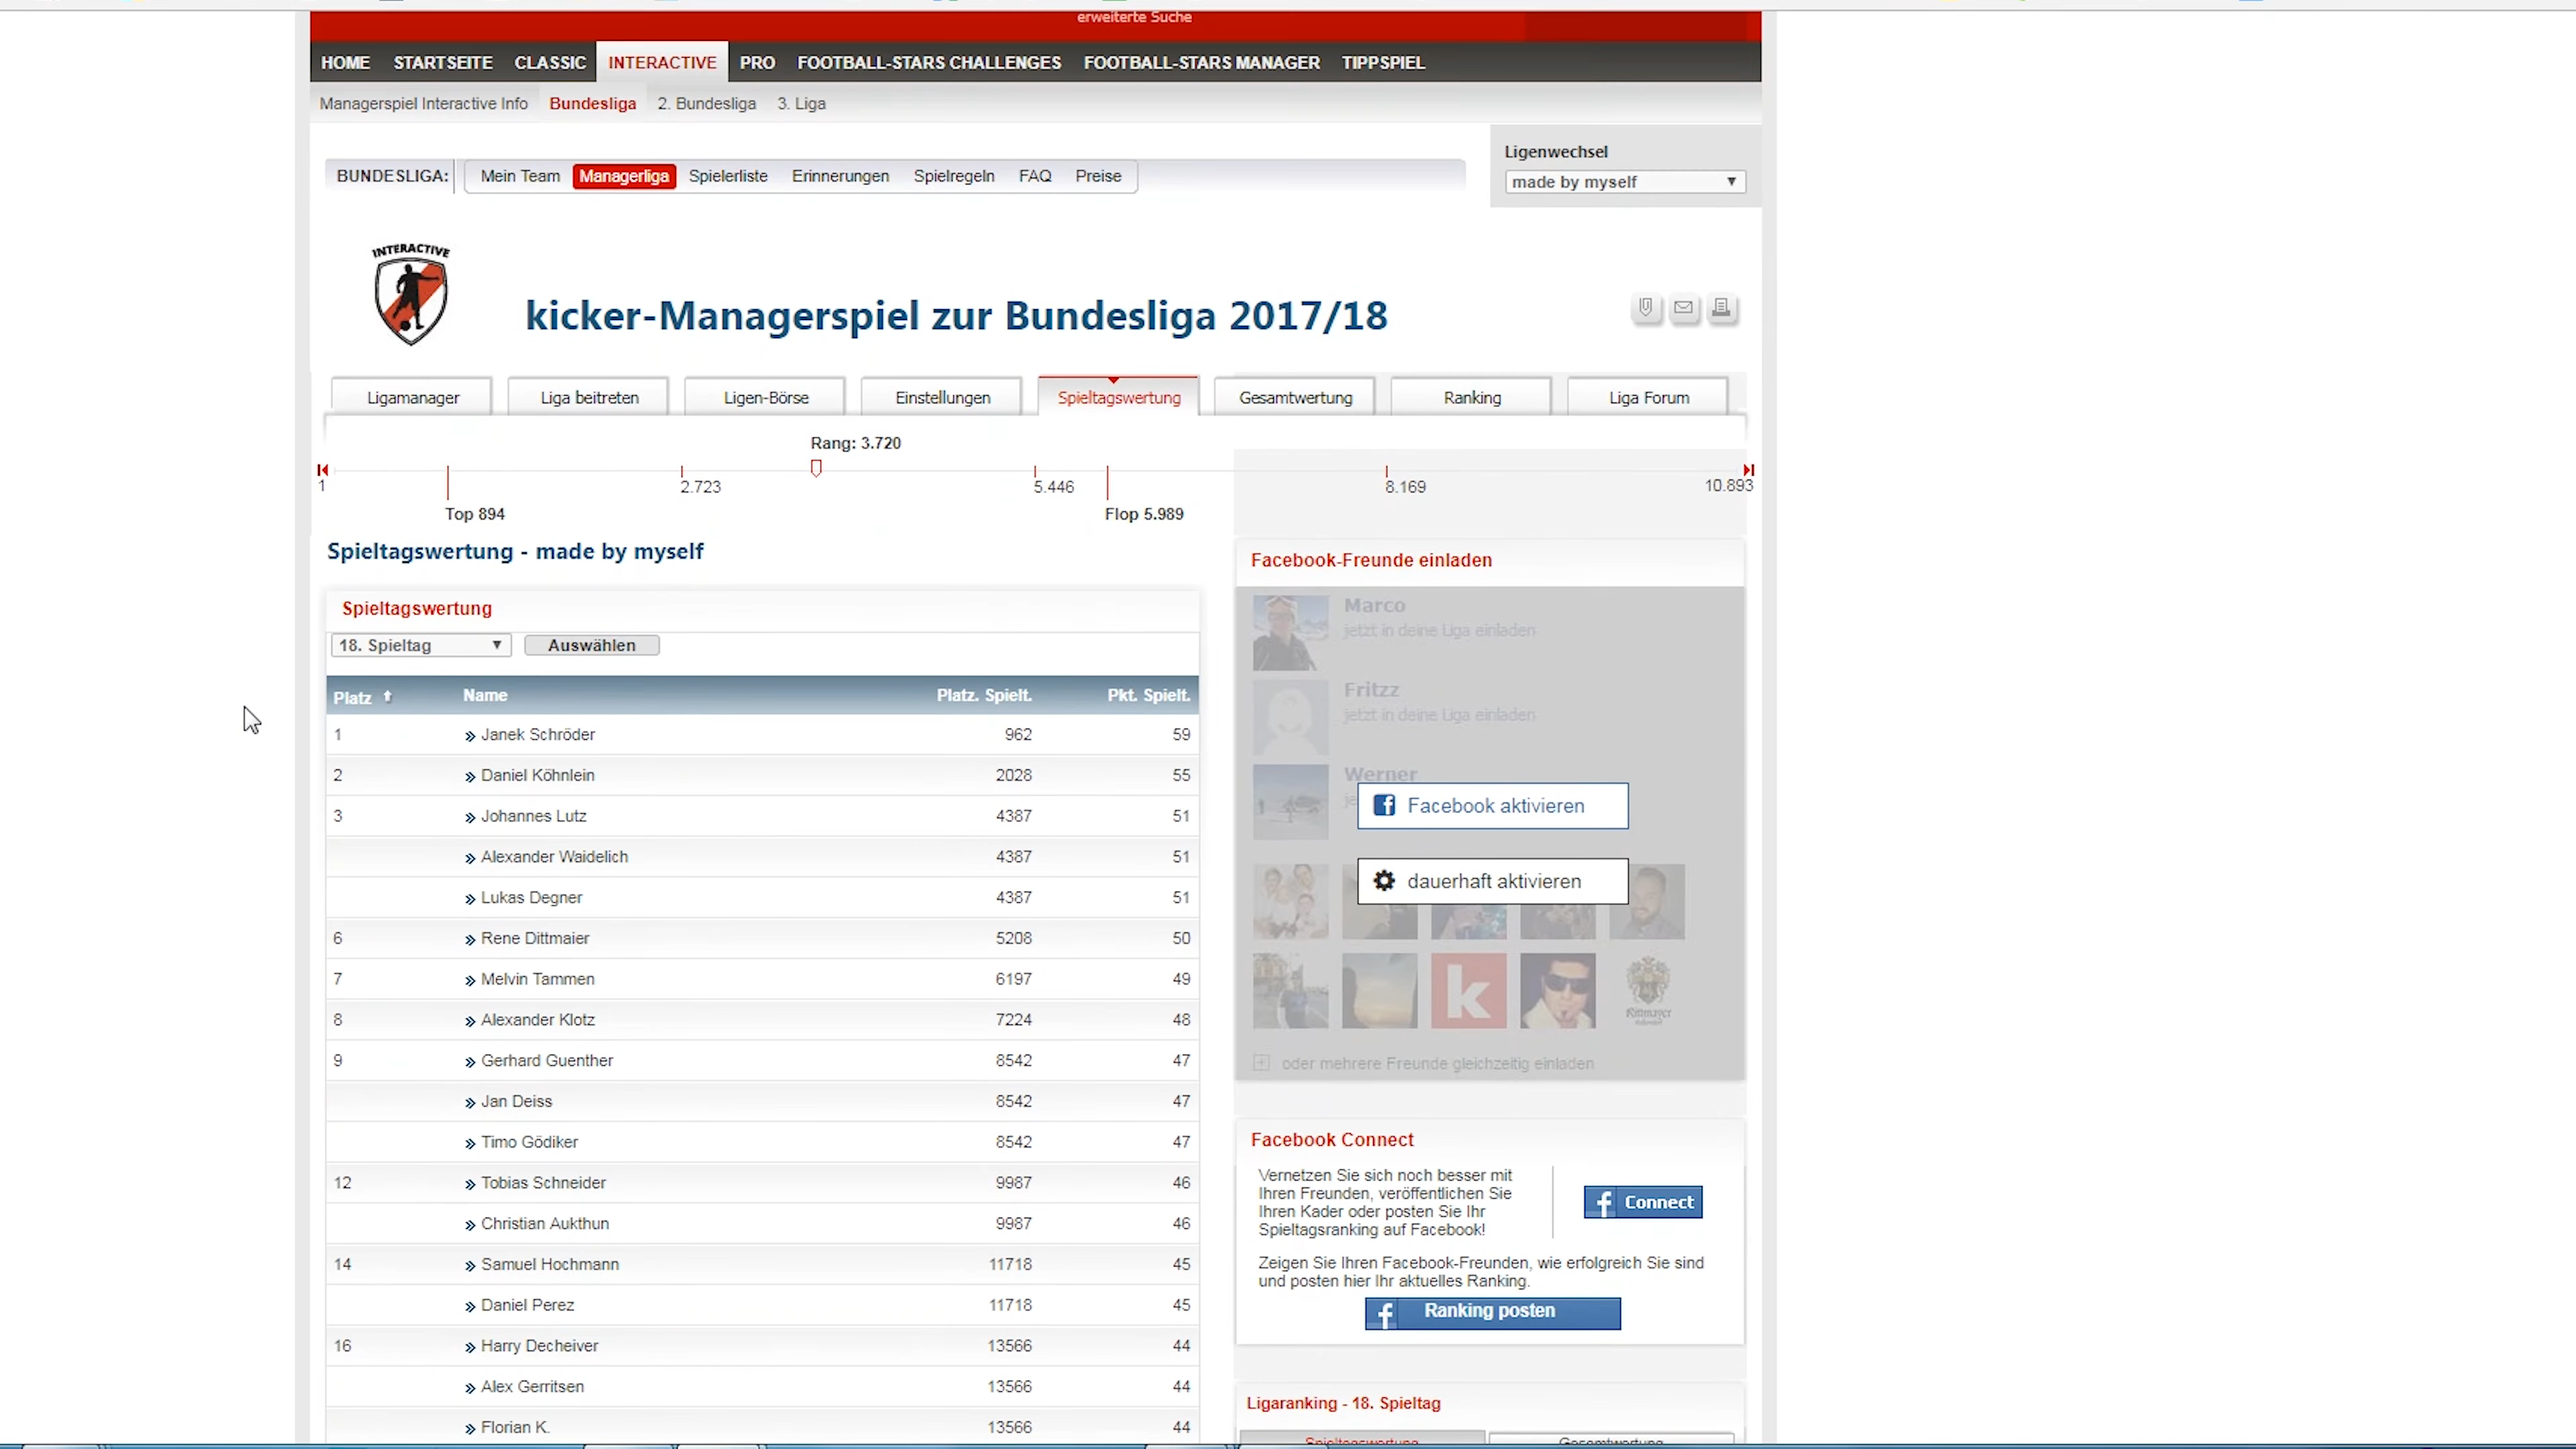 erweiterte Suche
HOME STARTSEITE CLASSIC INTERACTIVE PRO FOOTBALL-STARS CHALLENGES FOOTBALL-STARS MANAGER TIPPSPIEL
Managerspiel Interactive Info Bundesliga 2. Bundesliga 3. Liga
Ligenwechsel
made by myself
BUNDESLIGA: Mein Team Managerliga Spielerliste Erinnerungen Spielregeln FAQ Preise
INTERACTIVE
kicker-Managerspiel zur Bundesliga 2017/18
Ligamanager Liga beitreten Ligen-Börse Einstellungen Spieltagswertung Gesamtwertung Ranking Liga Forum
Rang: 3.720
1 2.723 5.446 8.169 10.893
Top 894 Flop 5.989
Spieltagswertung - made by myself
Spieltagswertung
18. Spieltag Auswählen
Platz Name Platz. Spielt. Pkt. Spielt.
1 » Janek Schröder 962 59
2 » Daniel Köhnlein 2028 55
3 » Johannes Lutz 4387 51
» Alexander Waidelich 4387 51
» Lukas Degner 4387 51
6 » Rene Dittmaier 5208 50
7 » Melvin Tammen 6197 49
8 » Alexander Klotz 7224 48
9 » Gerhard Guenther 8542 47
» Jan Deiss 8542 47
» Timo Gödiker 8542 47
12 » Tobias Schneider 9987 46
» Christian Aukthun 9987 46
14 » Samuel Hochmann 11718 45
» Daniel Perez 11718 45
16 » Harry Decheiver 13566 44
» Alex Gerritsen 13566 44
» Florian K. 13566 44
Facebook-Freunde einladen
Marco
jetzt in deine Liga einladen
Fritzz
jetzt in deine Liga einladen
Werner
Facebook aktivieren
dauerhaft aktivieren
k
Rittmayer
oder mehrere Freunde gleichzeitig einladen
Facebook Connect
Vernetzen Sie sich noch besser mit
Ihren Freunden, veröffentlichen Sie
Ihren Kader oder posten Sie Ihr
Spieltagsranking auf Facebook!
Connect
Zeigen Sie Ihren Facebook-Freunden, wie erfolgreich Sie sind
und posten hier Ihr aktuelles Ranking.
Ranking posten
Ligaranking - 18. Spieltag
Spieltagswertung Gesamtwertung